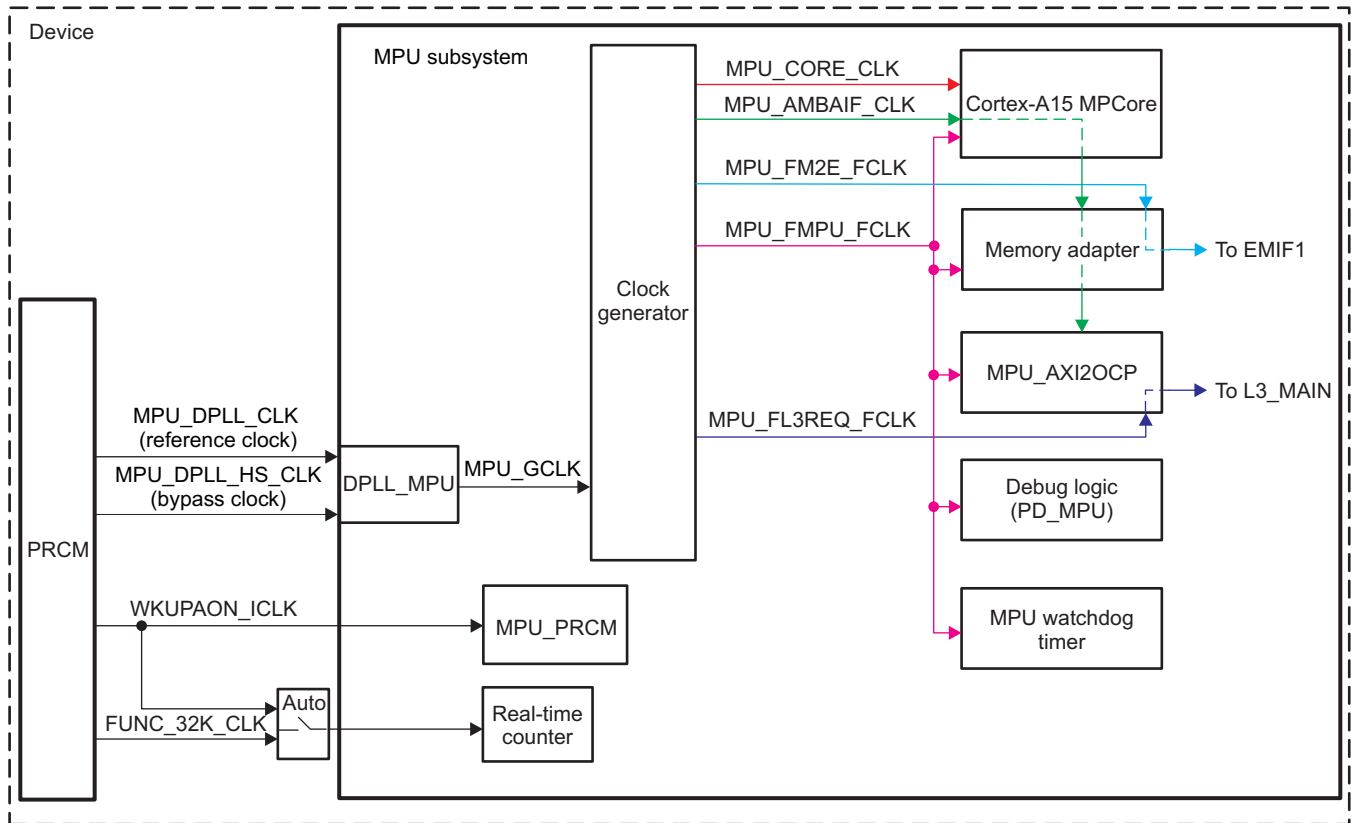 Device
MPU subsystem
MPU_CORE_CLK
MPU_AMBAIF_CLK
Cortex-A15 MPCore
MPU_FM2E_FCLK
MPU_FMPU_FCLK
Memory adapter
To EMIF1
Clock
generator
MPU_AXI2OCP
To L3_MAIN
MPU_FL3REQ_FCLK
MPU_DPLL_CLK
(reference clock)
MPU_DPLL_HS_CLK
(bypass clock)
DPLL_MPU
MPU_GCLK
Debug logic
(PD_MPU)
PRCM
WKUPAON_ICLK
MPU_PRCM
MPU watchdog
timer
Auto
FUNC_32K_CLK
Real-time
counter